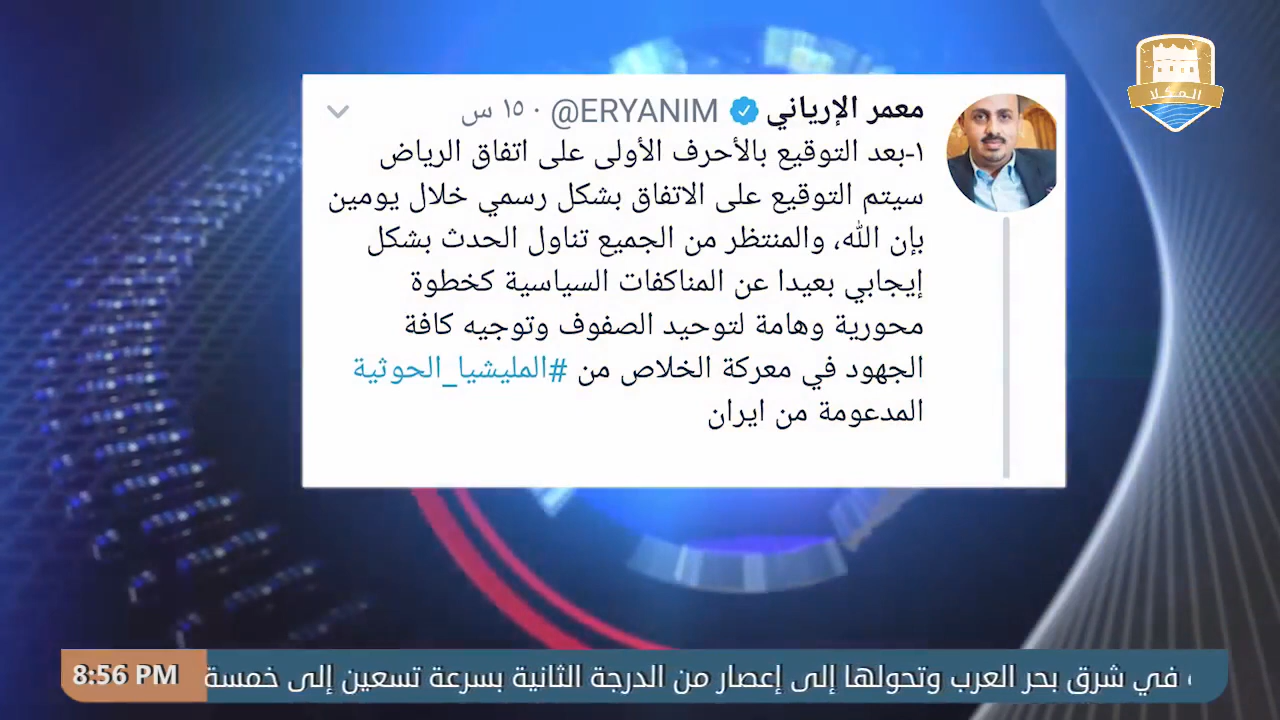 المكلا
معمر الإرياني @ERYANIM · ١٥ س
١-بعد التوقيع بالأحرف الأولى على اتفاق الرياض
سيتم التوقيع على الاتفاق بشكل رسمي خلال يومين
بإن الله، والمنتظر من الجميع تناول الحدث بشكل
إيجابي بعيدا عن المناكفات السياسية كخطوة
محورية وهامة لتوحيد الصفوف وتوجيه كافة
الجهود في معركة الخلاص من #المليشيا_الحوثية
المدعومة من ايران
في شرق بحر العرب وتحولها إلى إعصار من الدرجة الثانية بسرعة تسعين إلى خمسة
8:56 PM